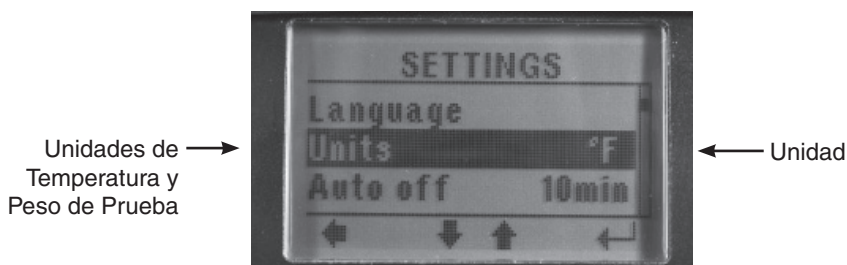 SETTINGS
Language
Units °F
Auto off 10min
Unidades de
Temperatura y
Peso de Prueba
Unidad